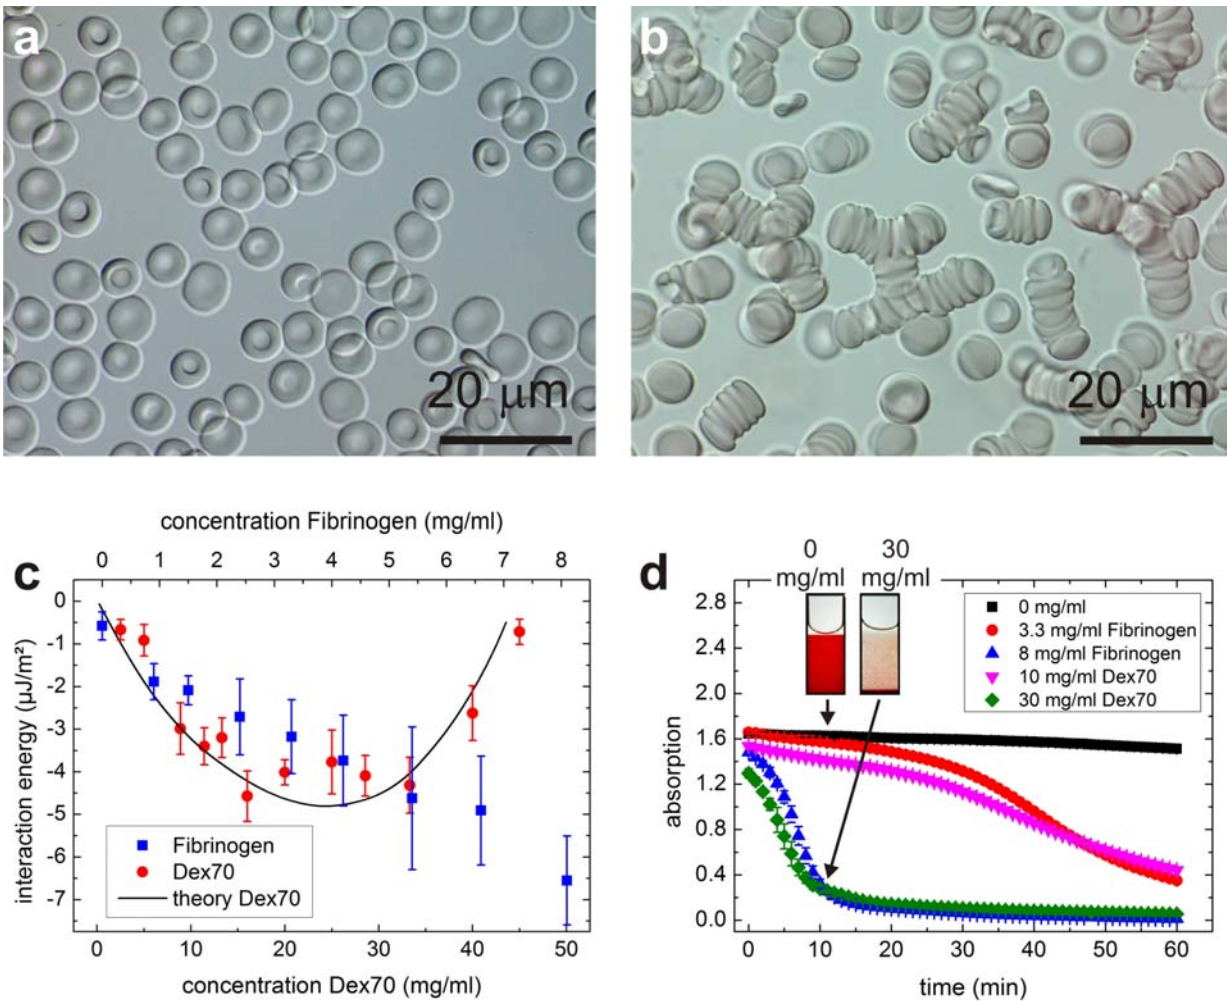 a
20 μm
b
20 μm
c
concentration Fibrinogen (mg/ml)
0 1 2 3 4 5 6 7 8
interaction energy (μJ/m²)
0
-1
-2
-3
-4
-5
-6
-7
Fibrinogen
Dex70
theory Dex70
0 10 20 30 40 50
concentration Dex70 (mg/ml)
d
0 30
mg/ml mg/ml
absorption
2.8
2.4
2.0
1.6
1.2
0.8
0.4
0.0
0 mg/ml
3.3 mg/ml Fibrinogen
8 mg/ml Fibrinogen
10 mg/ml Dex70
30 mg/ml Dex70
0 10 20 30 40 50 60
time (min)